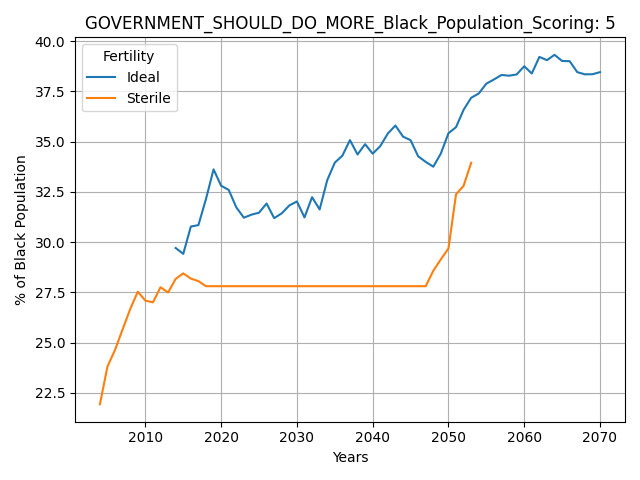 GOVERNMENT_SHOULD_DO_MORE_Black_Population_Scoring: 5
Fertility
Ideal
Sterile
% of Black Population
40.0
37.5
35.0
32.5
30.0
27.5
25.0
22.5
2010 2020 2030 2040 2050 2060 2070
Years